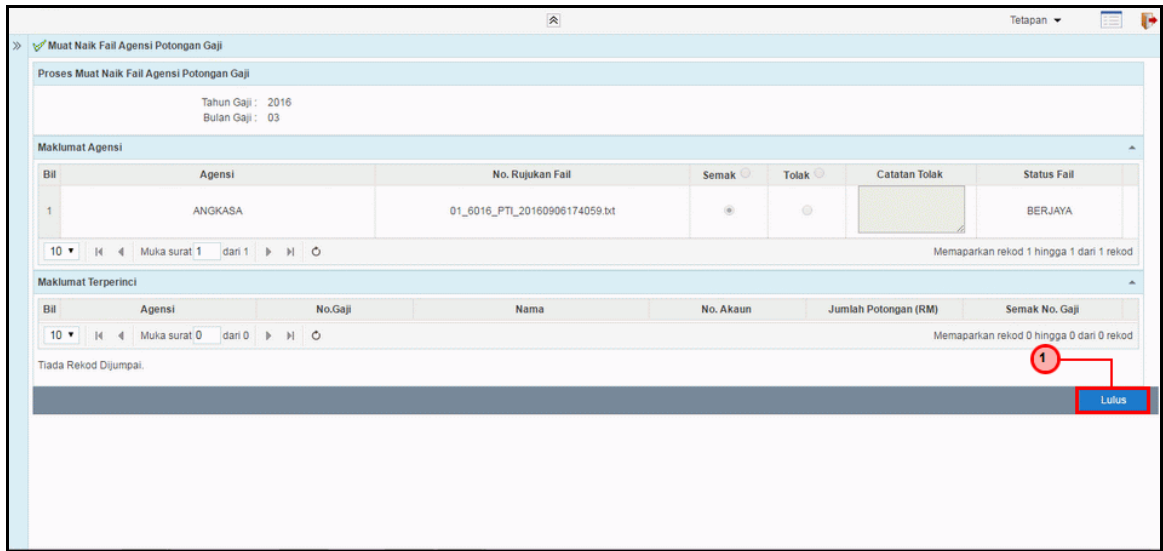 Tetapan
Muat Naik Fail Agensi Potongan Gaji
Proses Muat Naik Fail Agensi Potongan Gaji
Tahun Gaji : 2016
Bulan Gaji : 03
Maklumat Agensi
Bil Agensi No. Rujukan Fail Semak Tolak Catatan Tolak Status Fail
1 ANGKASA 01_6016_PTI_20160906174059.txt BERJAYA
10 Muka surat 1 dari 1 Memaparkan rekod 1 hingga 1 dari 1 rekod
Maklumat Terperinci
Bil Agensi No.Gaji Nama No. Akaun Jumlah Potongan (RM) Semak No. Gaji
10 Muka surat 0 dari 0 Memaparkan rekod 0 hingga 0 dari 0 rekod
Tiada Rekod Dijumpai.
1
Lulus